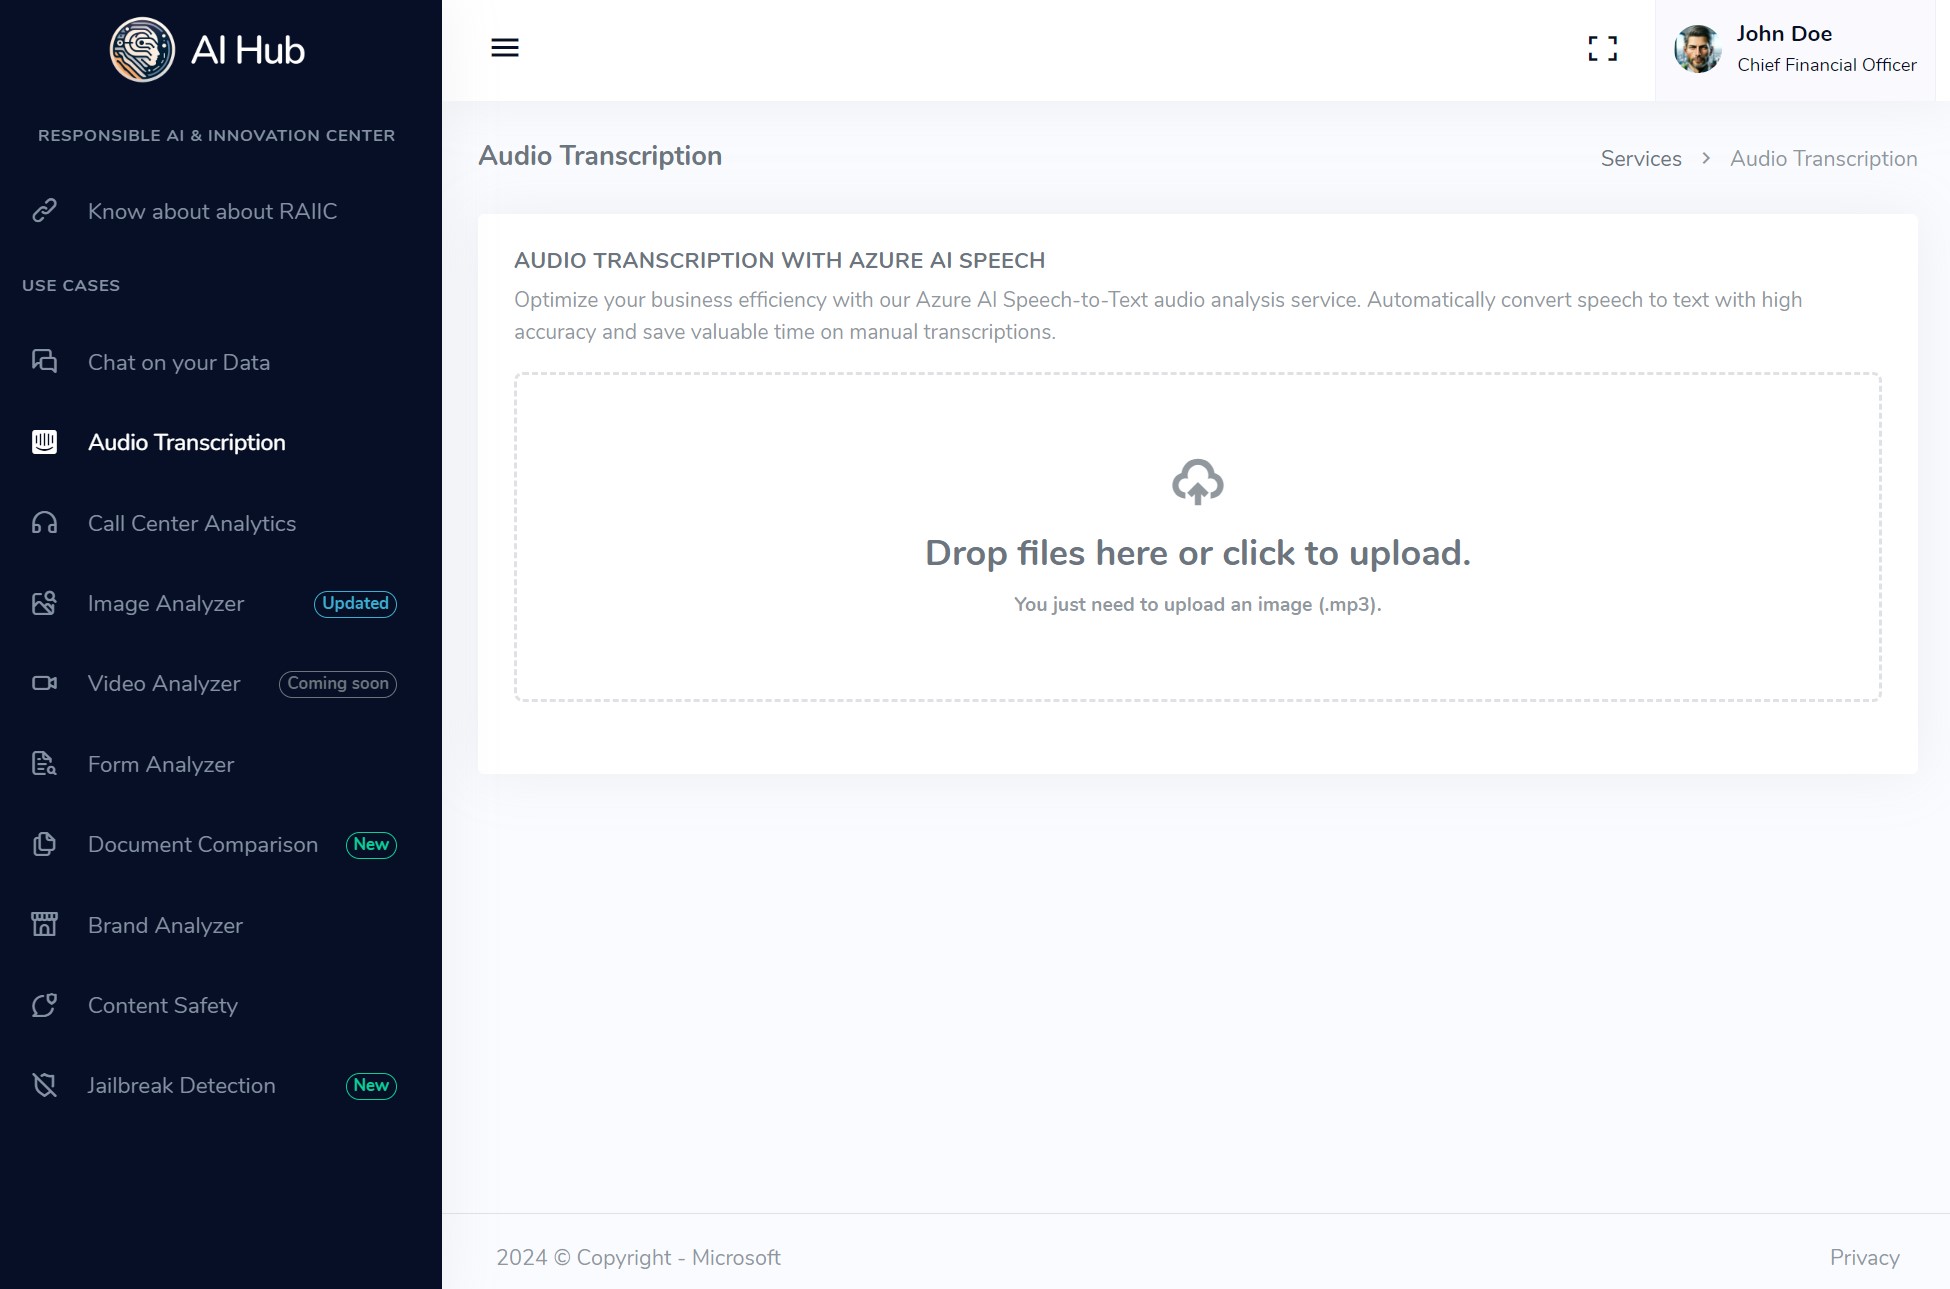 AI Hub
RESPONSIBLE AI & INNOVATION CENTER
Know about about RAIIC
USE CASES
Chat on your Data
Audio Transcription
Call Center Analytics
Image Analyzer Updated
Video Analyzer Coming soon
Form Analyzer
Document Comparison New
Brand Analyzer
Content Safety
Jailbreak Detection New
John Doe
Chief Financial Officer
Audio Transcription
Services > Audio Transcription
AUDIO TRANSCRIPTION WITH AZURE AI SPEECH
Optimize your business efficiency with our Azure AI Speech-to-Text audio analysis service. Automatically convert speech to text with high
accuracy and save valuable time on manual transcriptions.
Drop files here or click to upload.
You just need to upload an image (.mp3).
2024 © Copyright - Microsoft
Privacy